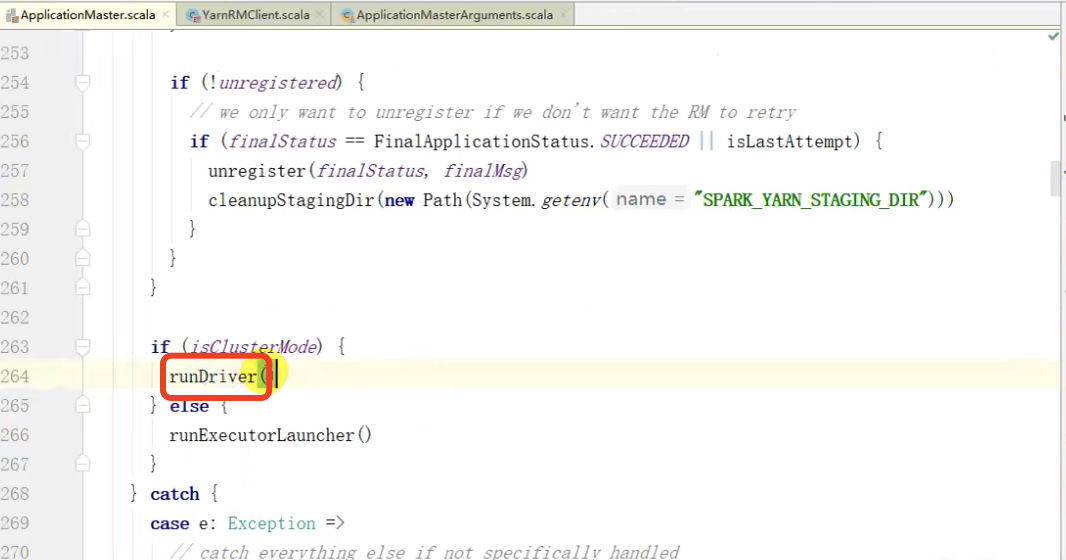 ApplicationMaster.scala YarnRMClient.scala ApplicationMasterArguments.scala
253
254 if (!unregistered) {
255 // we only want to unregister if we don't want the RM to retry
256 if (finalStatus == FinalApplicationStatus.SUCCEEDED || isLastAttempt) {
257 unregister(finalStatus, finalMsg)
258 cleanupStagingDir(new Path(System.getenv( name = "SPARK_YARN_STAGING_DIR")))
259 }
260 }
261 }
262
263 if (isClusterMode) {
264 runDriver()
265 } else {
266 runExecutorLauncher()
267 }
268 } catch {
269 case e: Exception =>
270 // catch everything else if not specifically handled